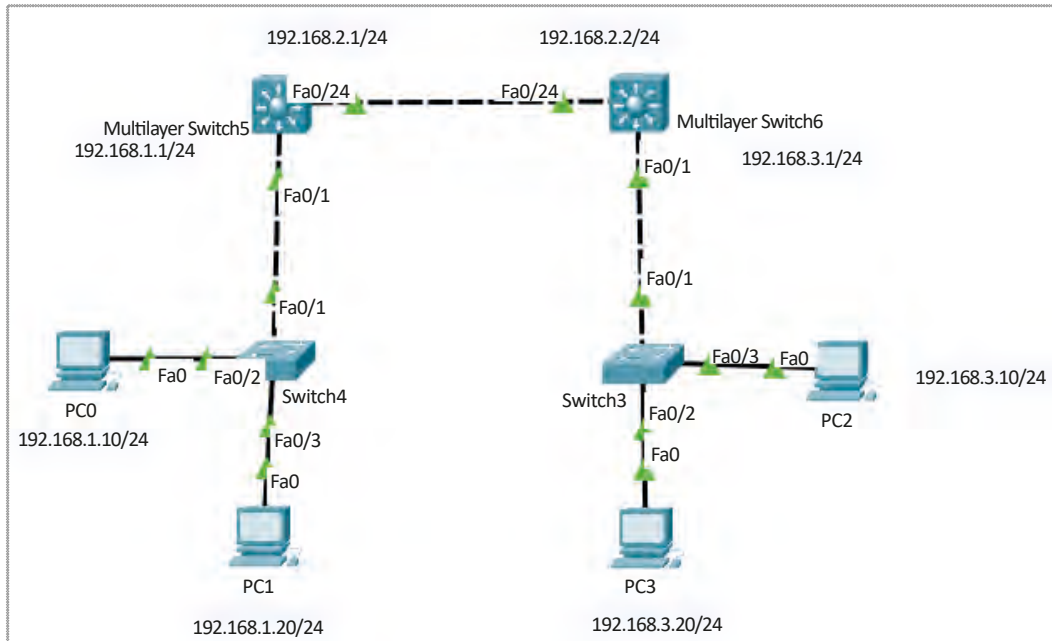 192.168.2.1/24
192.168.2.2/24
Fa0/24
Fa0/24
Multilayer Switch5
Multilayer Switch6
192.168.1.1/24
192.168.3.1/24
Fa0/1
Fa0/1
Fa0/1
Fa0/1
Fa0
Fa0/2
Switch4
PC0
192.168.1.10/24
Fa0/3
Fa0
PC1
192.168.1.20/24
Fa0/3
Fa0
Switch3
192.168.3.10/24
PC2
Fa0/2
Fa0
PC3
192.168.3.20/24